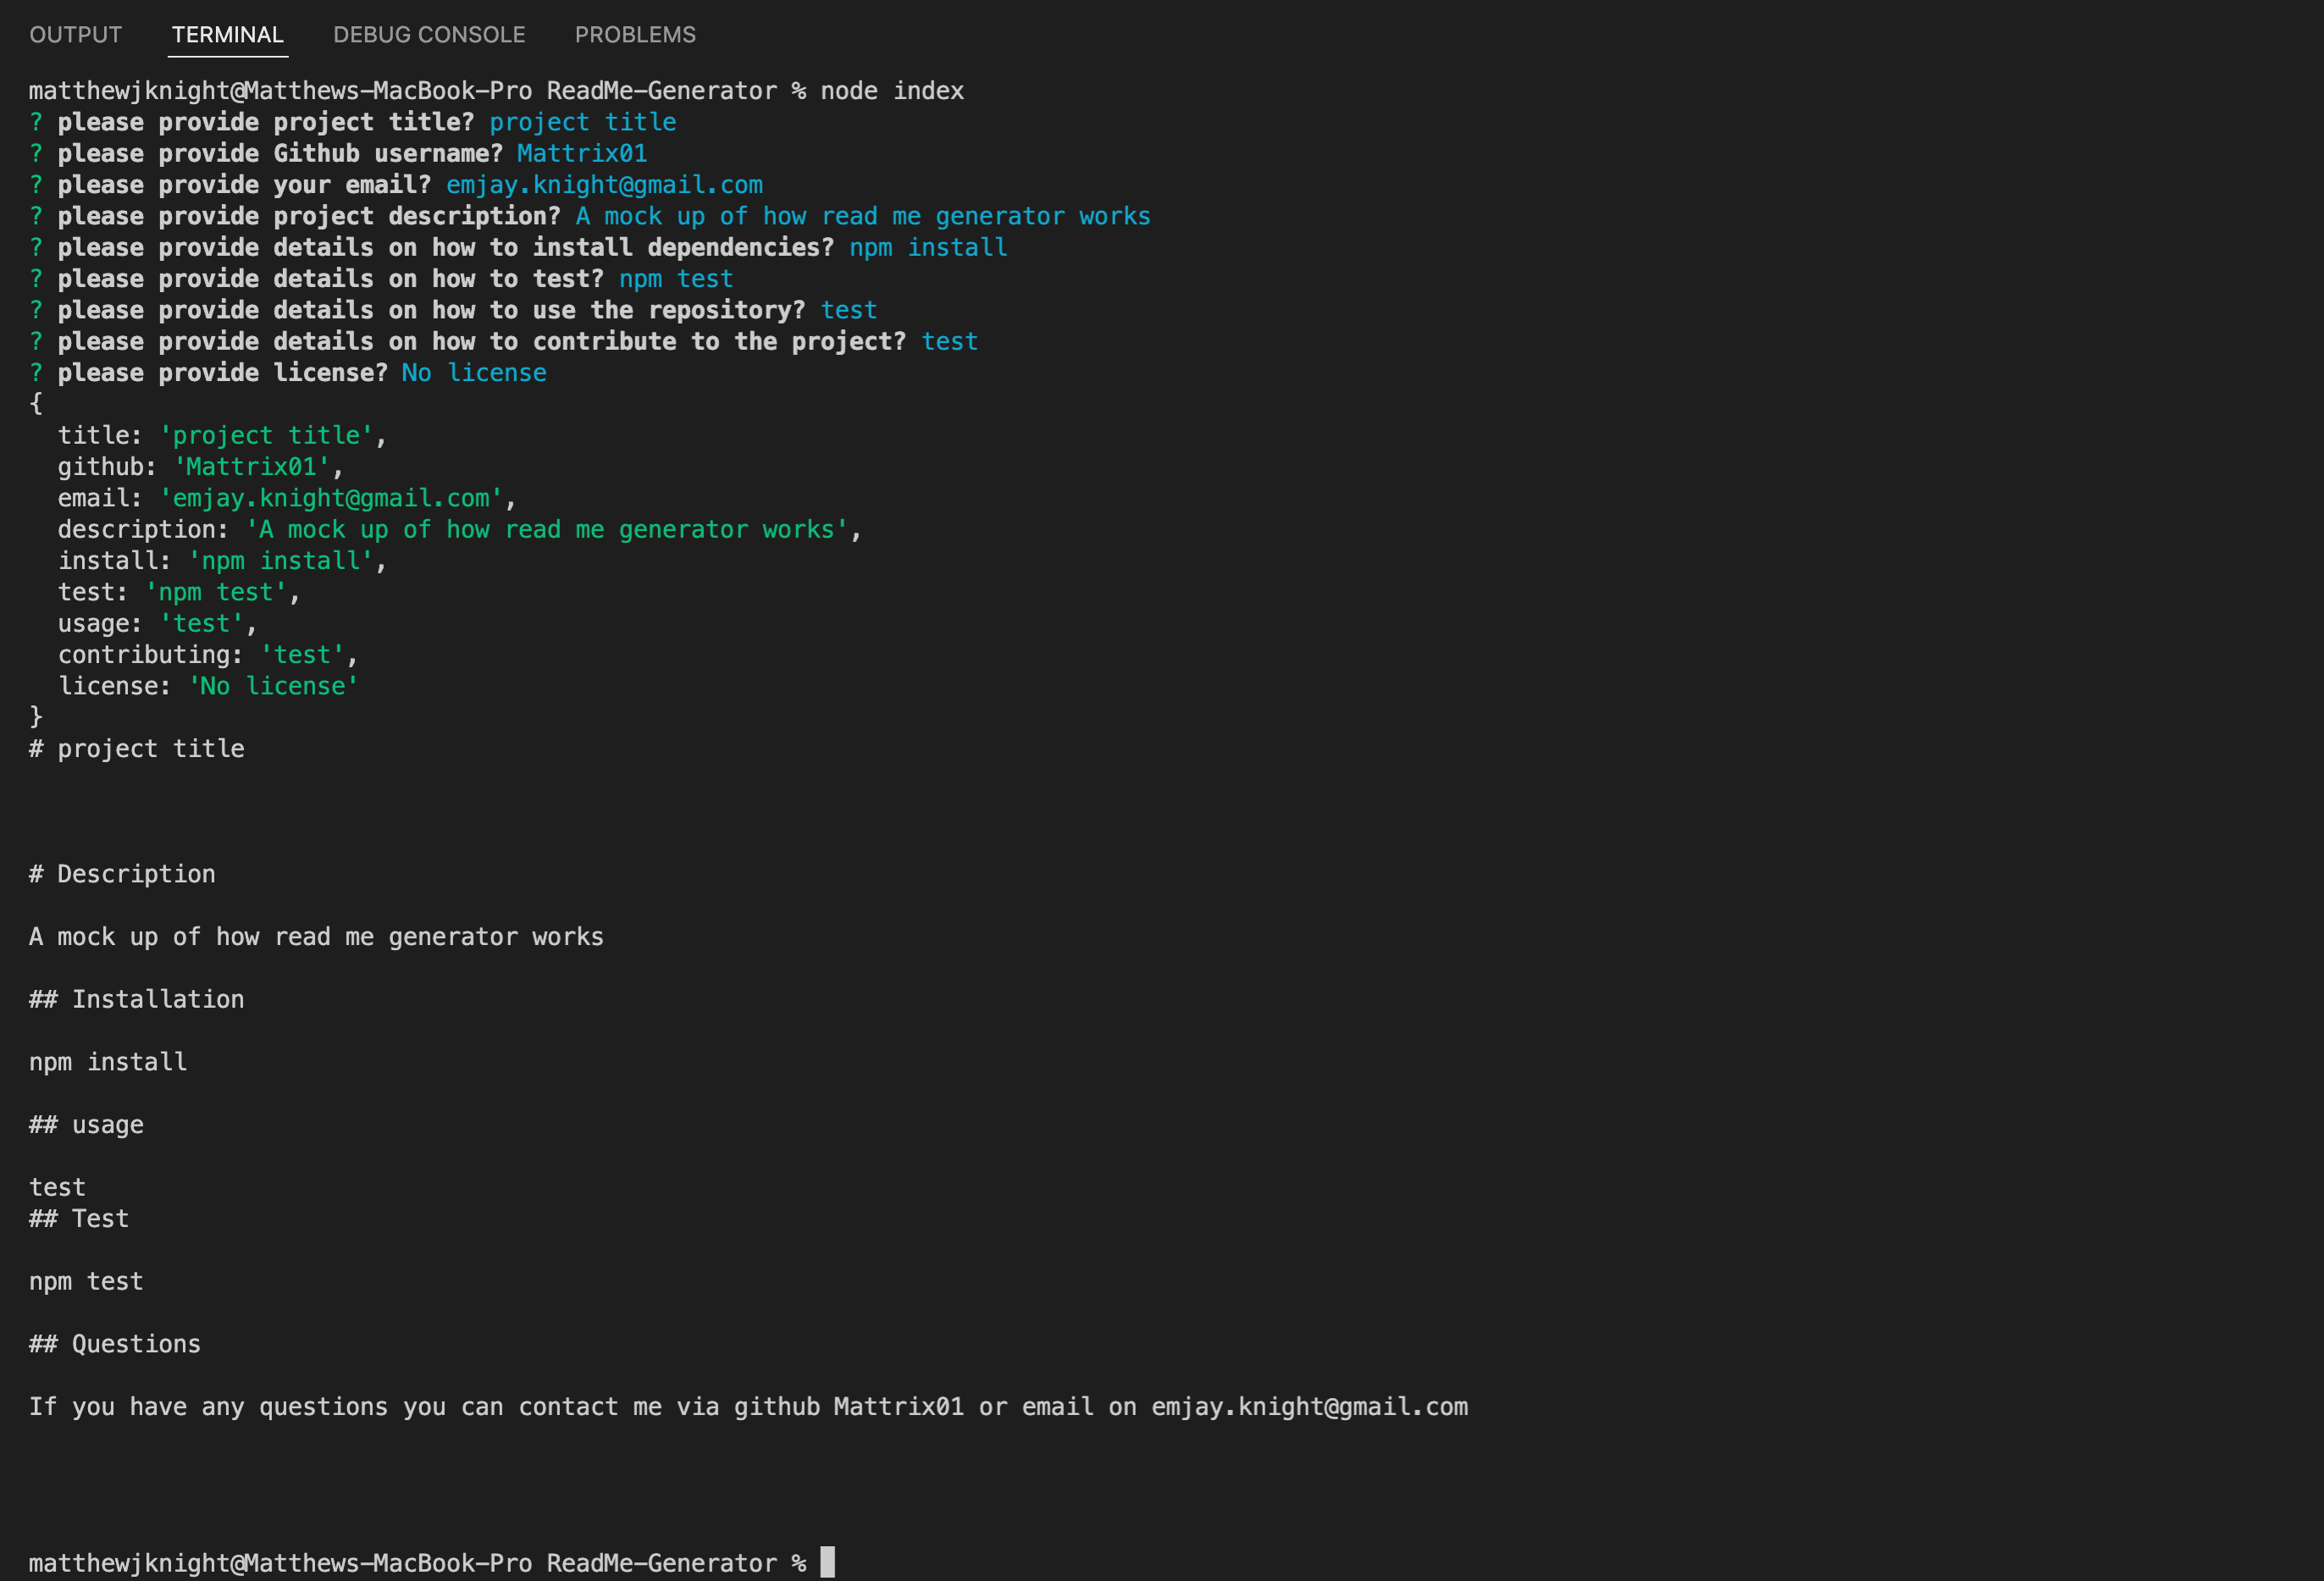 OUTPUT TERMINAL DEBUG CONSOLE PROBLEMS
matthewjknight@Matthews-MacBook-Pro ReadMe-Generator % node index
? please provide project title? project title
? please provide Github username? Mattrix01
? please provide your email? emjay.knight@gmail.com
? please provide project description? A mock up of how read me generator works
? please provide details on how to install dependencies? npm install
? please provide details on how to test? npm test
? please provide details on how to use the repository? test
? please provide details on how to contribute to the project? test
? please provide license? No license
{
  title: 'project title',
  github: 'Mattrix01',
  email: 'emjay.knight@gmail.com',
  description: 'A mock up of how read me generator works',
  install: 'npm install',
  test: 'npm test',
  usage: 'test',
  contributing: 'test',
  license: 'No license'
}
# project title
# Description
A mock up of how read me generator works
## Installation
npm install
## usage
test
## Test
npm test
## Questions
If you have any questions you can contact me via github Mattrix01 or email on emjay.knight@gmail.com
matthewjknight@Matthews-MacBook-Pro ReadMe-Generator %